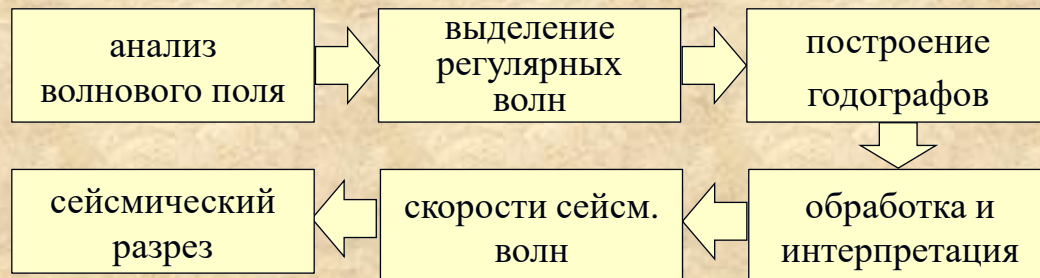 анализ
волнового поля
выделение
регулярных
волн
построение
годографов
обработка и
интерпретация
скорости сейсм.
волн
сейсмический
разрез